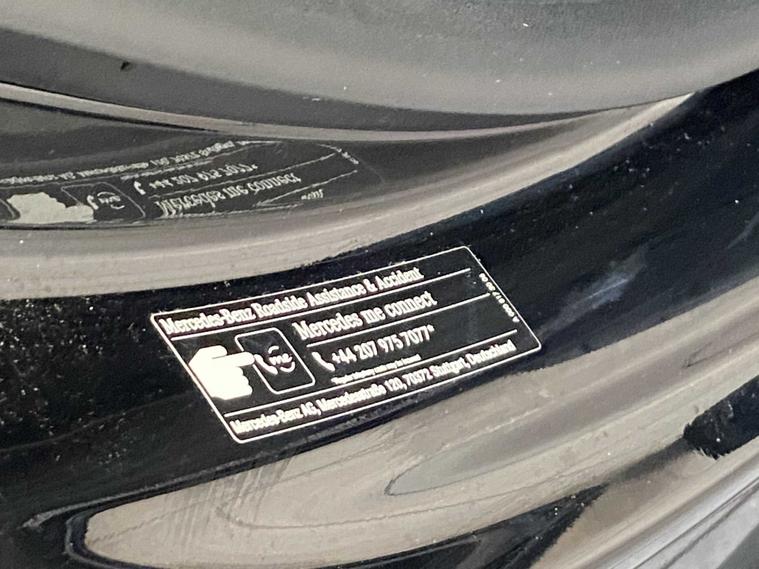 Mercedes-Benz Roadside Assistance & Accident
Mercedes me connect
me
+44 207 975 7077*
Mercedes-Benz AG, Mercedesstraße 120, 70372 Stuttgart, Deutschland